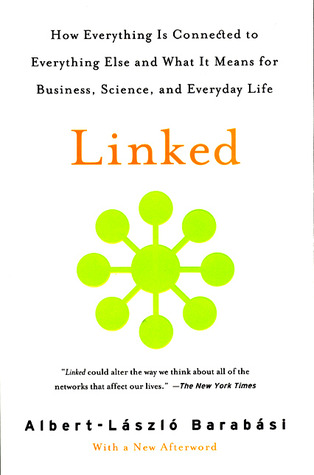 How Everything Is Connected to
Everything Else and What It Means for
Business, Science, and Everyday Life
Linked
"Linked could alter the way we think about all of the
networks that affect our lives." —The New York Times
Albert-László Barabási
With a New Afterword